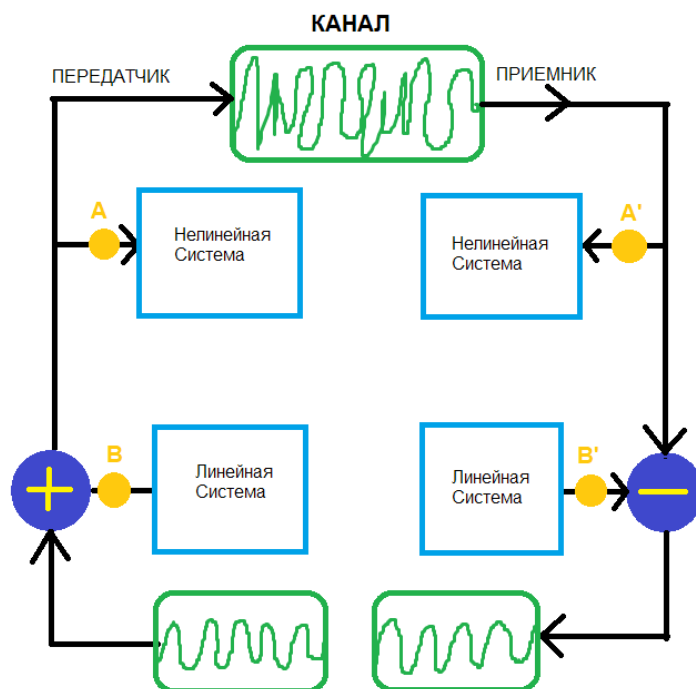 КАНАЛ
ПЕРЕДАТЧИК
ПРИЕМНИК
A
A'
Нелинейная
Система
Нелинейная
Система
B
B'
Линейная
Система
Линейная
Система